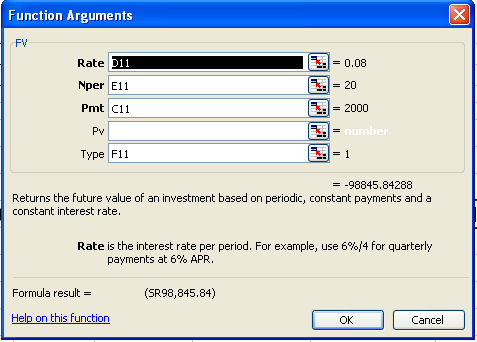 Function Arguments
FV
Rate D11 = 0.08
Nper E11 = 20
Pmt C11 = 2000
Pv = number
Type F11 = 1
= -98845.84288
Returns the future value of an investment based on periodic, constant payments and a
constant interest rate.
Rate is the interest rate per period. For example, use 6%/4 for quarterly
payments at 6% APR.
Formula result = (SR98,845.84)
Help on this function
OK Cancel